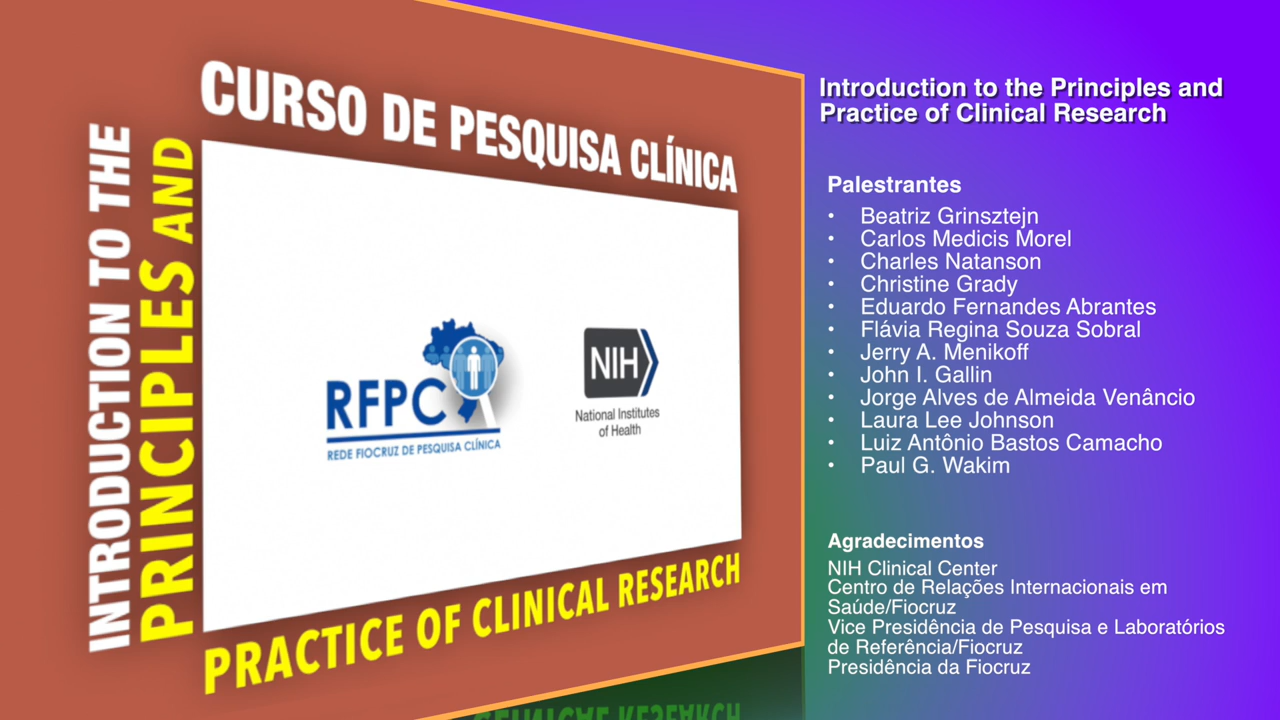 CURSO DE PESQUISA CLÍNICA
INTRODUCTION TO THE
PRINCIPLES AND
PRACTICE OF CLINICAL RESEARCH
RFPC
REDE FIOCRUZ DE PESQUISA CLÍNICA
NIH
National Institutes
of Health
Introduction to the Principles and
Practice of Clinical Research
Palestrantes
• Beatriz Grinsztejn
• Carlos Medicis Morel
• Charles Natanson
• Christine Grady
• Eduardo Fernandes Abrantes
• Flávia Regina Souza Sobral
• Jerry A. Menikoff
• John I. Gallin
• Jorge Alves de Almeida Venâncio
• Laura Lee Johnson
• Luiz Antônio Bastos Camacho
• Paul G. Wakim
Agradecimentos
NIH Clinical Center
Centro de Relações Internacionais em
Saúde/Fiocruz
Vice Presidência de Pesquisa e Laboratórios
de Referência/Fiocruz
Presidência da Fiocruz